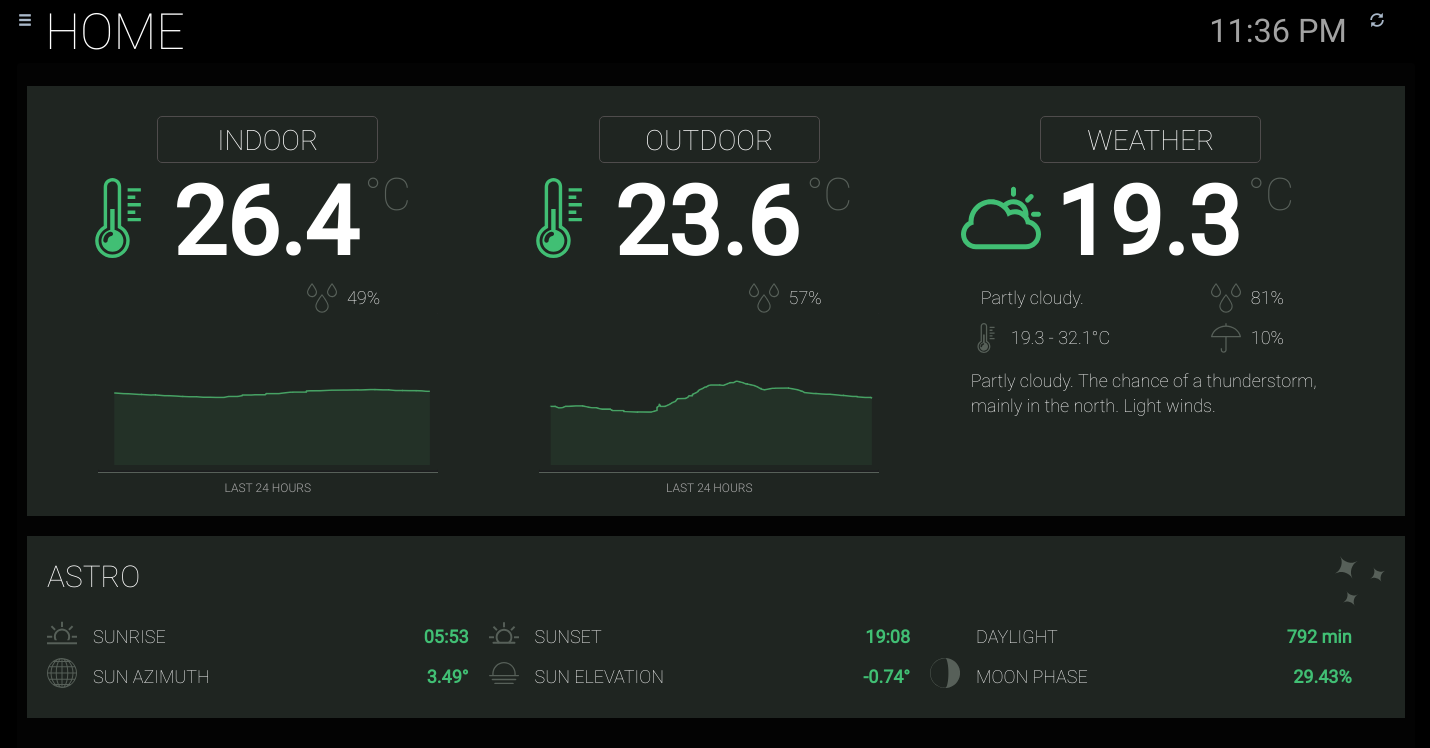 HOME
11:36 PM
INDOOR
26.4 °C
49%
LAST 24 HOURS
OUTDOOR
23.6 °C
57%
LAST 24 HOURS
WEATHER
19.3 °C
Partly cloudy.
81%
19.3 - 32.1°C
10%
Partly cloudy. The chance of a thunderstorm,
mainly in the north. Light winds.
ASTRO
SUNRISE 05:53
SUNSET 19:08
DAYLIGHT 792 min
SUN AZIMUTH 3.49°
SUN ELEVATION -0.74°
MOON PHASE 29.43%